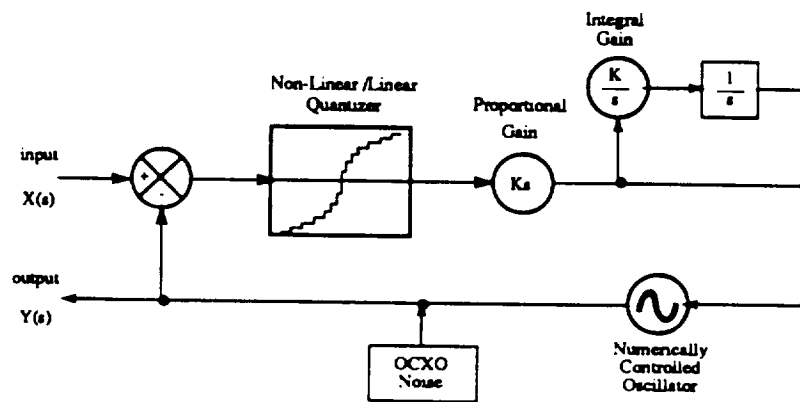 Integral
Gain
K
s
1
s
Non-Linear /Linear
Quantizer
Proportional
Gain
input
X(s)
+
-
Ks
output
Y(s)
OCXO
Noise
Numerically
Controlled
Oscillator